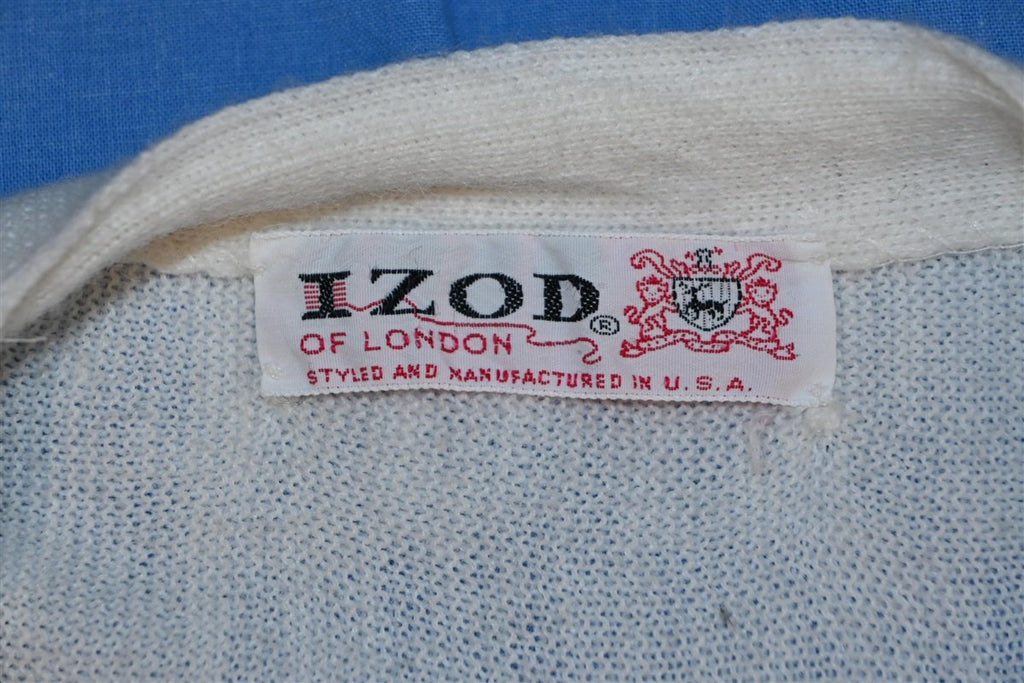 IZOD®
OF LONDON
STYLED AND MANUFACTURED IN U.S.A.